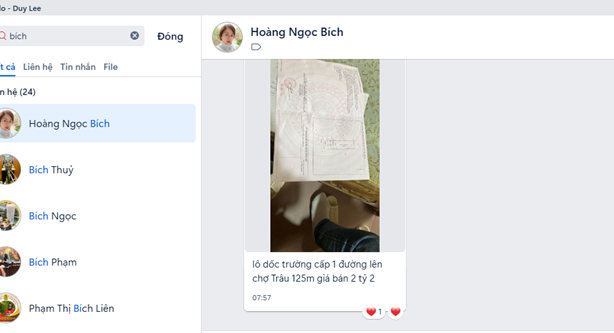 lo - Duy Lee
bích
Đóng
Hoàng Ngọc Bích
t cả
Liên hệ
Tin nhắn
File
n hệ (24)
Hoàng Ngọc Bích
Bích Thuỷ
Bích Ngọc
Bích Phạm
Phạm Thị Bích Liên
lô dốc trường cấp 1 đường lên
chợ Trâu 125m giá bán 2 tỷ 2
07:57
1